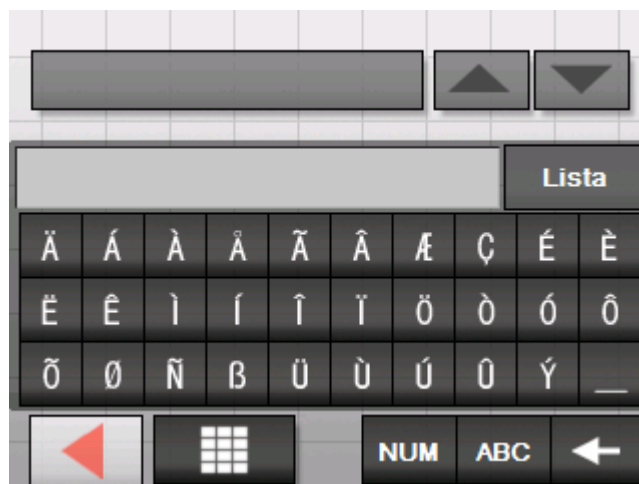 Lista
Ä Á À Å Ã Â Æ Ç É È
Ë Ê Ì Í Î Ï Ö Ò Ó Ô
Õ Ø Ñ ß Ü Ù Ú Û Ý _
NUM ABC